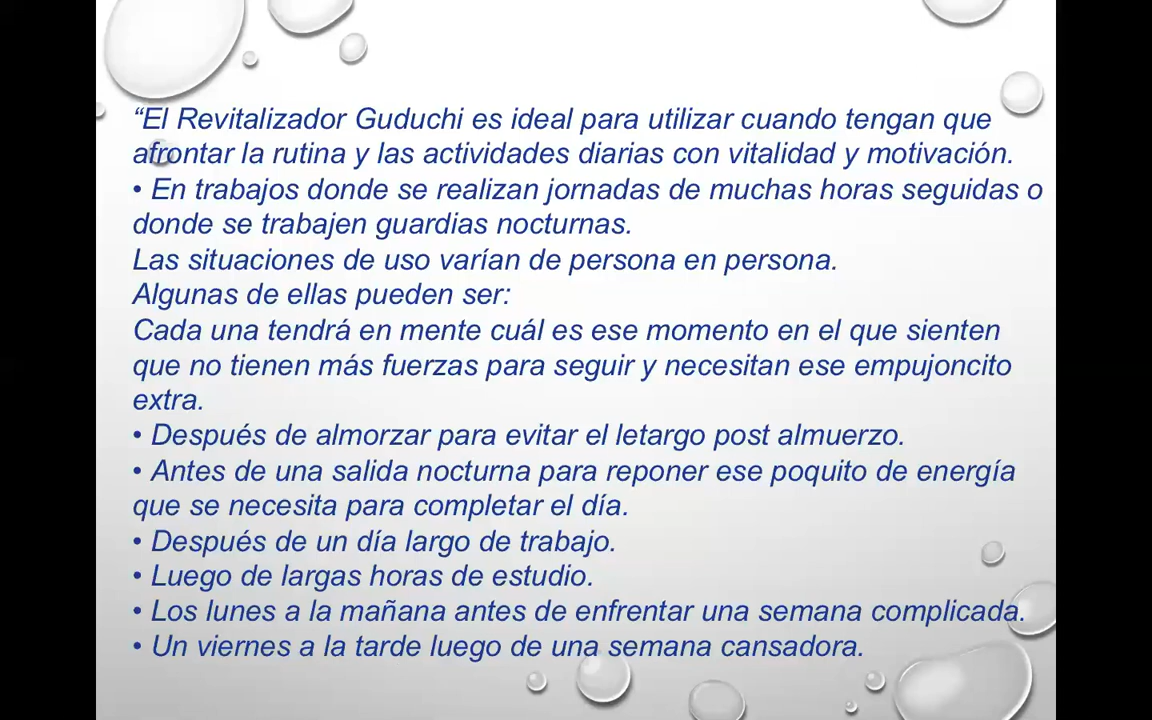 “El Revitalizador Guduchi es ideal para utilizar cuando tengan que
afrontar la rutina y las actividades diarias con vitalidad y motivación.
• En trabajos donde se realizan jornadas de muchas horas seguidas o
donde se trabajen guardias nocturnas.
Las situaciones de uso varían de persona en persona.
Algunas de ellas pueden ser:
Cada una tendrá en mente cuál es ese momento en el que sienten
que no tienen más fuerzas para seguir y necesitan ese empujoncito
extra.
• Después de almorzar para evitar el letargo post almuerzo.
• Antes de una salida nocturna para reponer ese poquito de energía
que se necesita para completar el día.
• Después de un día largo de trabajo.
• Luego de largas horas de estudio.
• Los lunes a la mañana antes de enfrentar una semana complicada.
• Un viernes a la tarde luego de una semana cansadora.